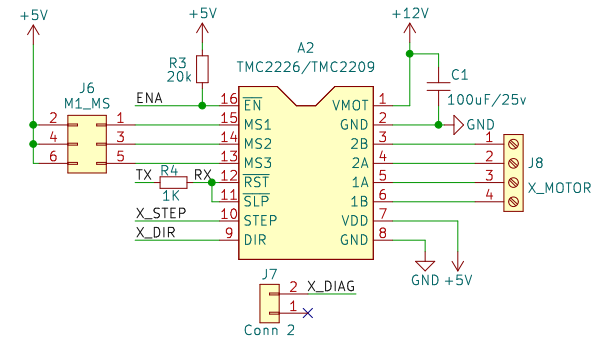 +5V +5V +12V
J6
M1_MS
2 1
4 3
6 5
R3
20k
ENA
TX R4 RX
1K
X_STEP
X_DIR
A2
TMC2226/TMC2209
16 EN VMOT 1
15 MS1 GND 2
14 MS2 2B 3
13 MS3 2A 4
12 RST 1A 5
11 SLP 1B 6
10 STEP VDD 7
9 DIR GND 8
C1
100uF/25v
GND
1
2 J8
3 X_MOTOR
4
GND +5V
J7
2 X_DIAG
1
Conn 2